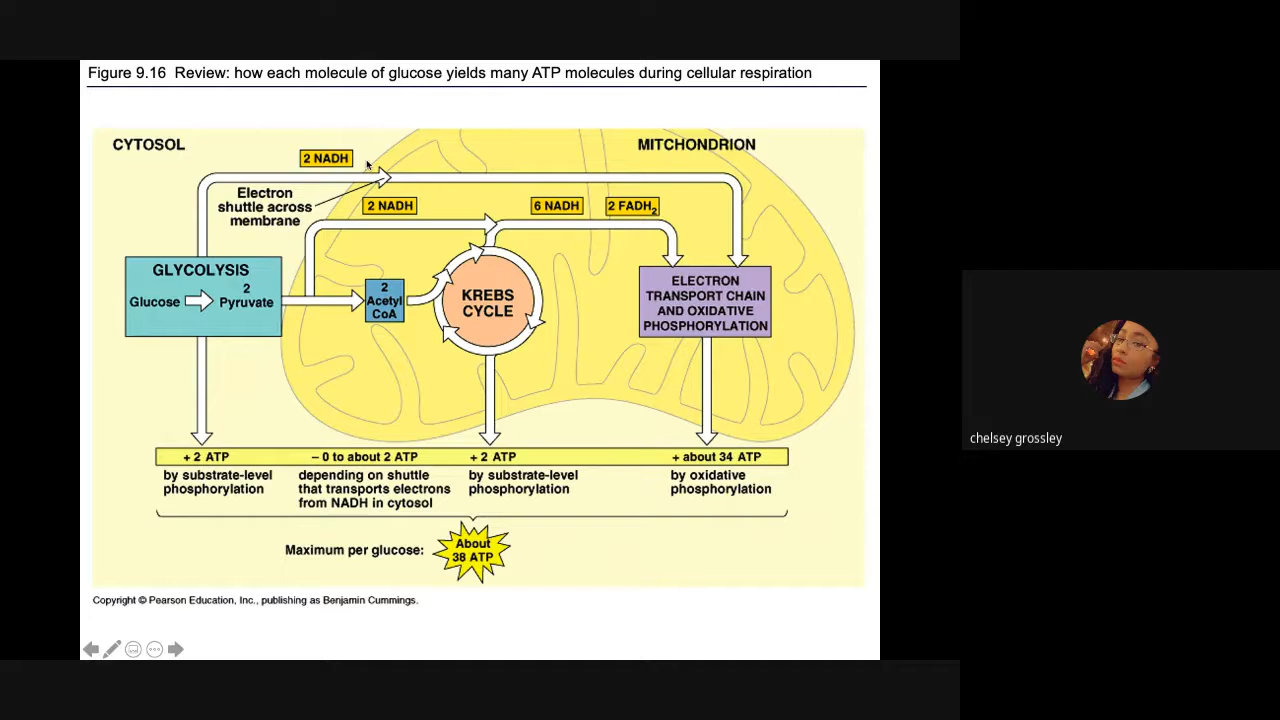 Figure 9.16 Review: how each molecule of glucose yields many ATP molecules during cellular respiration
CYTOSOL
MITCHONDRION
2 NADH
Electron
shuttle across
membrane
2 NADH
6 NADH
2 FADH₂
GLYCOLYSIS
2
Glucose
Pyruvate
2
Acetyl
CoA
KREBS
CYCLE
ELECTRON
TRANSPORT CHAIN
AND OXIDATIVE
PHOSPHORYLATION
+ 2 ATP
– 0 to about 2 ATP
+ 2 ATP
+ about 34 ATP
by substrate-level
phosphorylation
depending on shuttle
that transports electrons
from NADH in cytosol
by substrate-level
phosphorylation
by oxidative
phosphorylation
Maximum per glucose:
About
38 ATP
Copyright © Pearson Education, Inc., publishing as Benjamin Cummings.
chelsey grossley